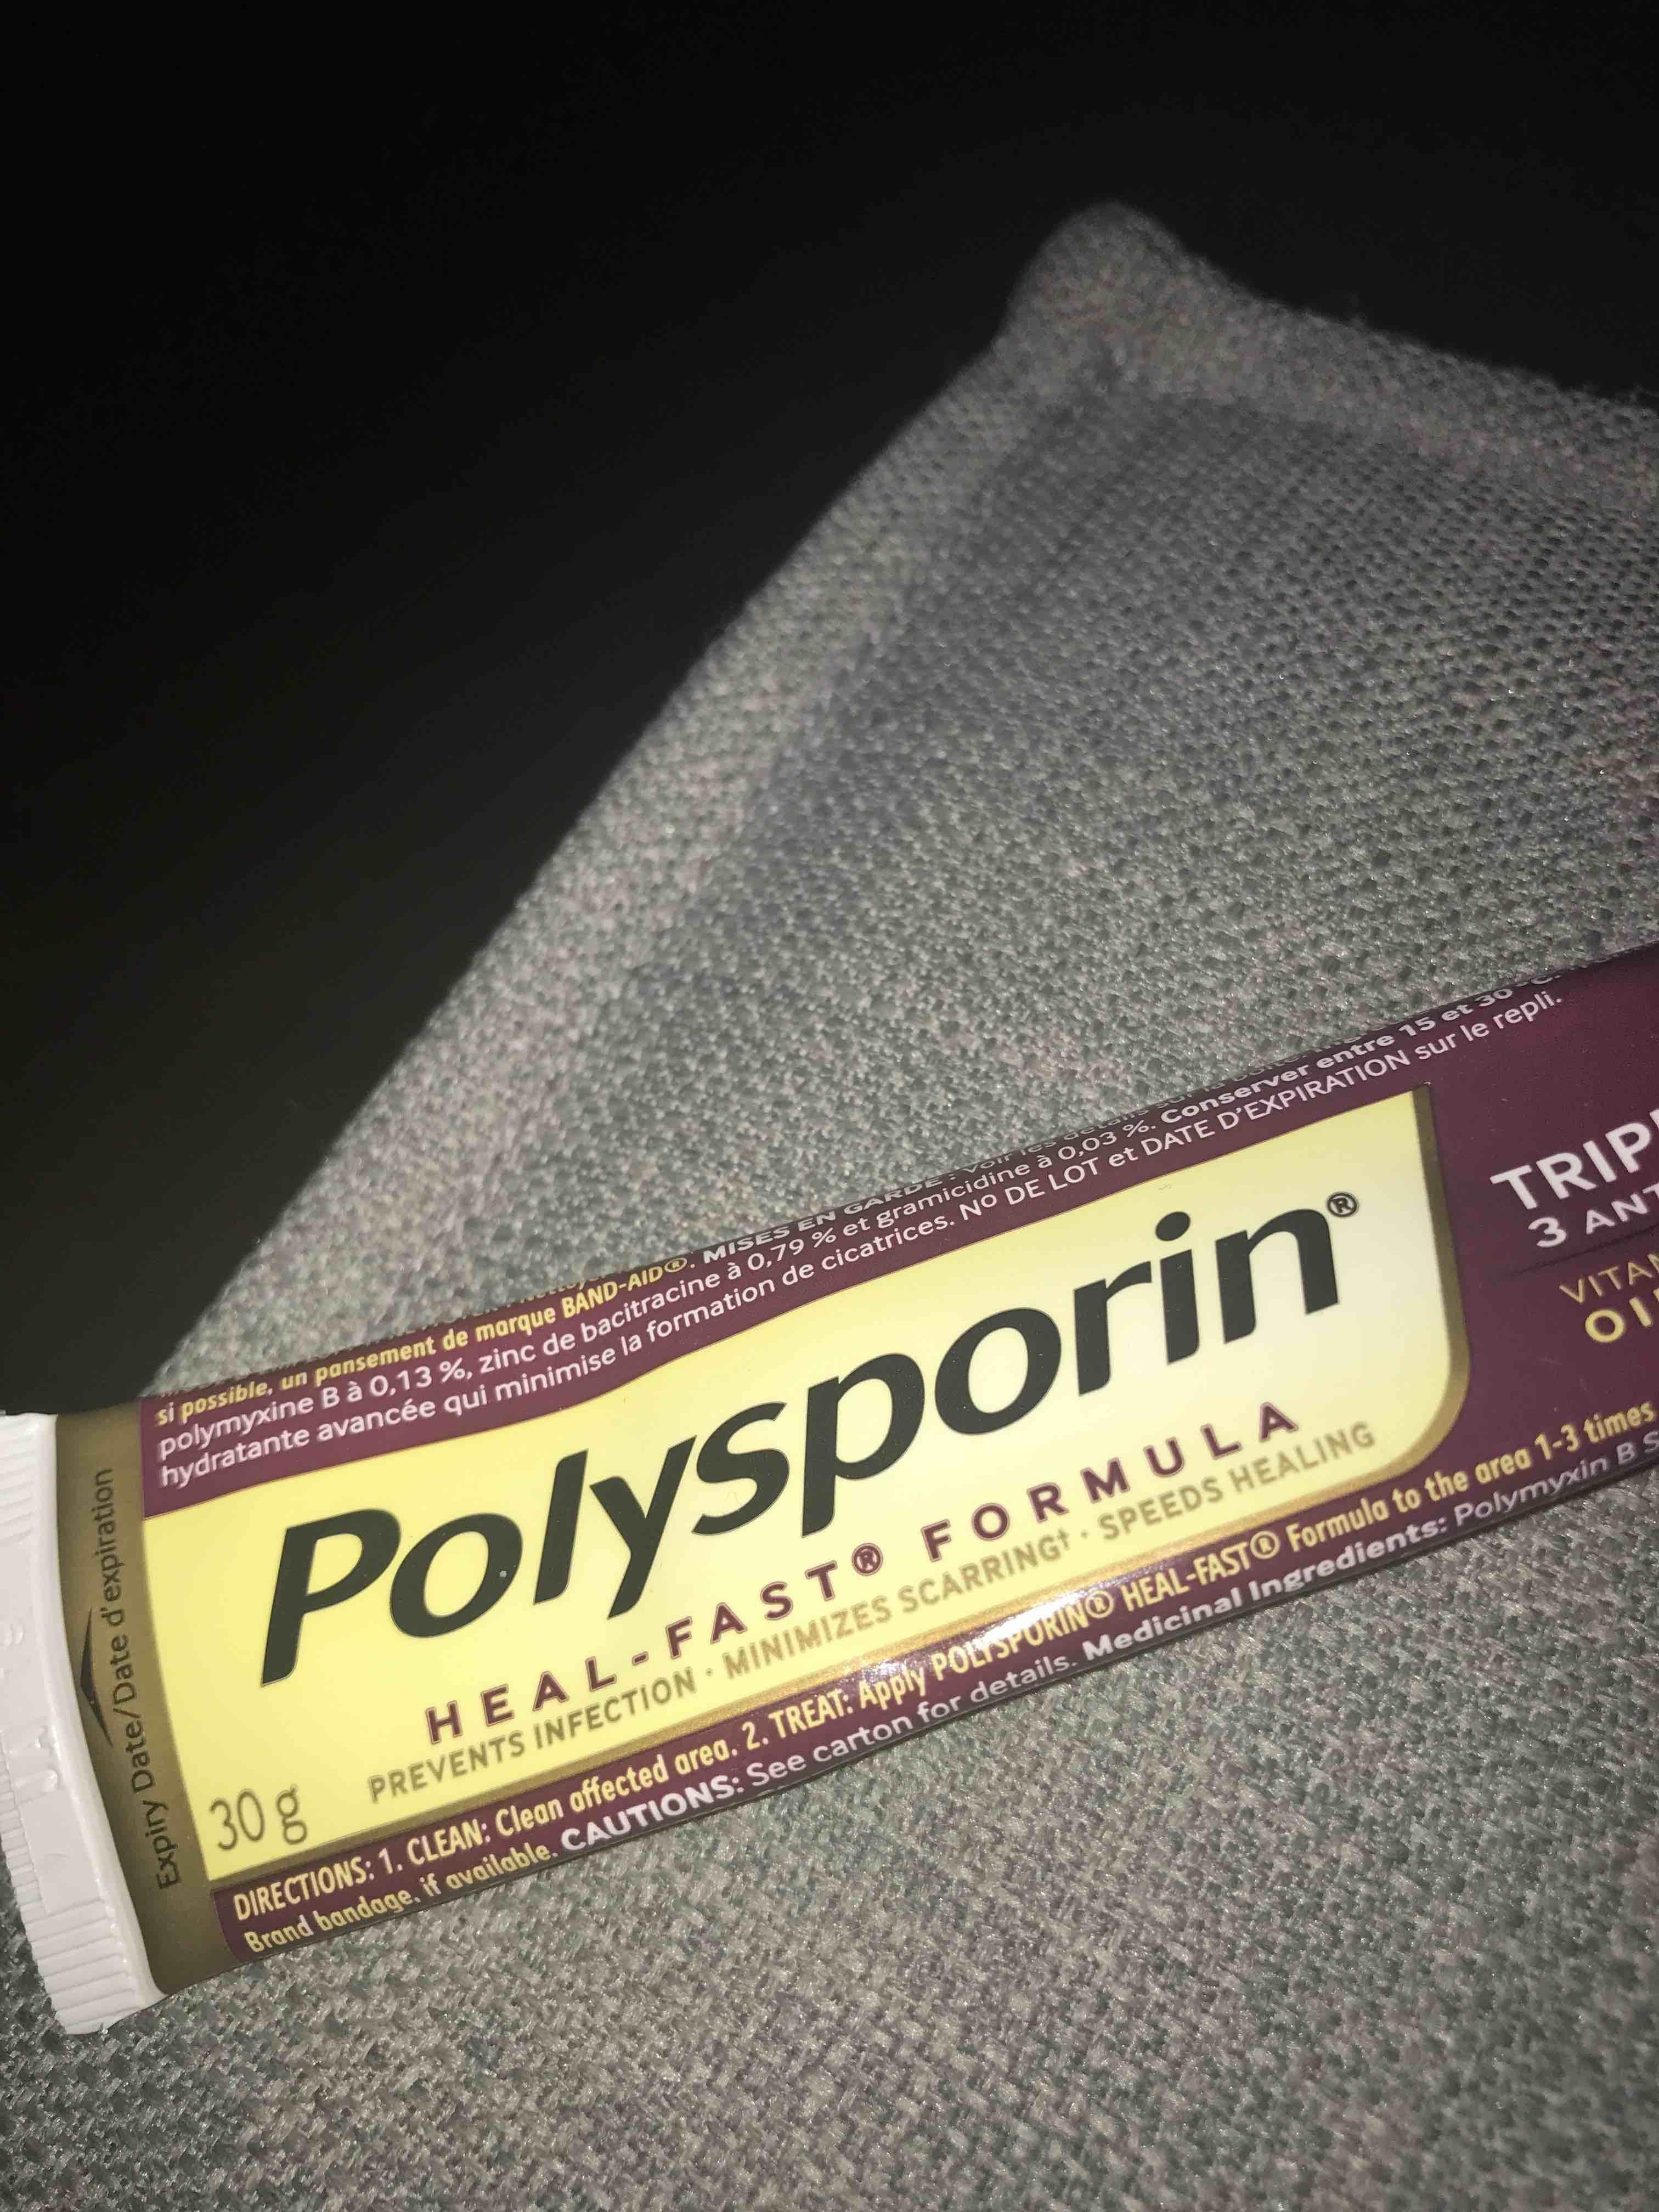 si possible, un pansement de marque BAND-AID®. MISES EN GARDE : Voir les détails
polymyxine B à 0,13 %, zinc de bacitracine à 0,79 % et gramicidine à 0,03 %. Conserver entre 15 et 30 °C.
hydratante avancée qui minimise la formation de cicatrices. No DE LOT et DATE D'EXPIRATION sur le repli.
Polysporin®
HEAL-FAST® FORMULA
PREVENTS INFECTION · MINIMIZES SCARRING† · SPEEDS HEALING
30 g
Expiry Date/Date d'expiration
TRIP
3 ANT
VITAM
OI
DIRECTIONS: 1. CLEAN: Clean affected area. 2. TREAT: Apply POLYSPORIN® HEAL-FAST® Formula to the area 1-3 times
Brand bandage, if available. CAUTIONS: See carton for details. Medicinal Ingredients: Polymyxin B S